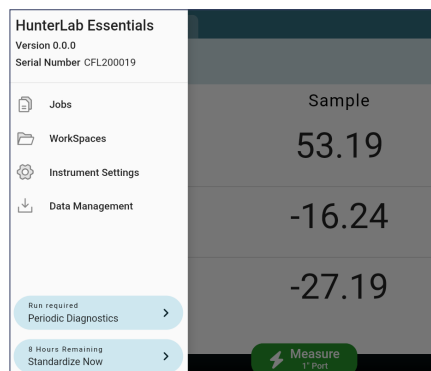 HunterLab Essentials
Version 0.0.0
Serial Number CFL200019
Jobs
WorkSpaces
Instrument Settings
Data Management
Run required
Periodic Diagnostics
8 Hours Remaining
Standardize Now
Sample
53.19
-16.24
-27.19
Measure
1" Port